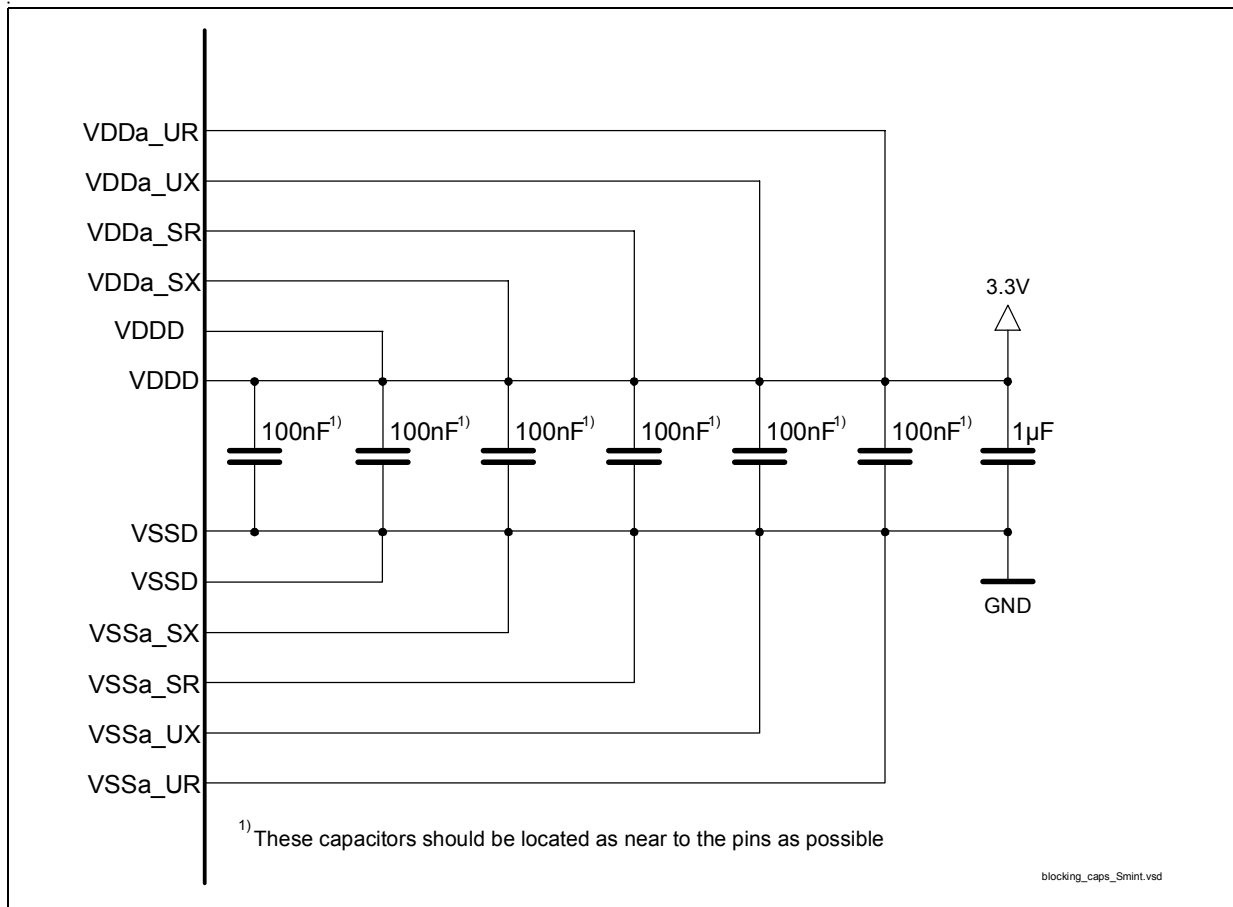 VDDa_UR
VDDa_UX
VDDa_SR
VDDa_SX
3.3V
VDDD
VDDD
100nF1) 100nF1) 100nF1) 100nF1) 100nF1) 100nF1) 1µF
VSSD
VSSD
GND
VSSa_SX
VSSa_SR
VSSa_UX
VSSa_UR
1) These capacitors should be located as near to the pins as possible
blocking_caps_Smint.vsd